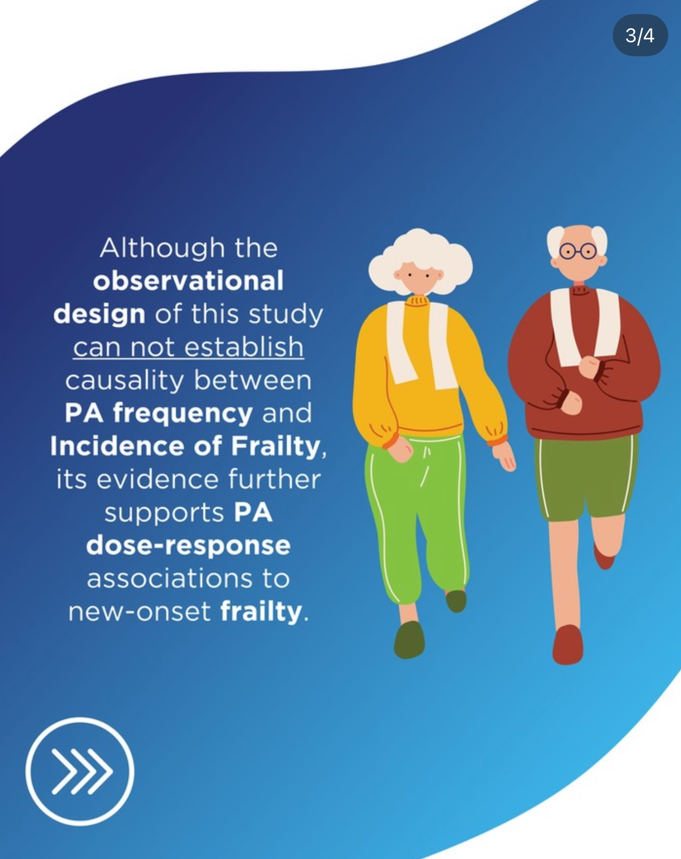 3/4
Although the
observational
design of this study
can not establish
causality between
PA frequency and
Incidence of Frailty,
its evidence further
supports PA
dose-response
associations to
new-onset frailty.